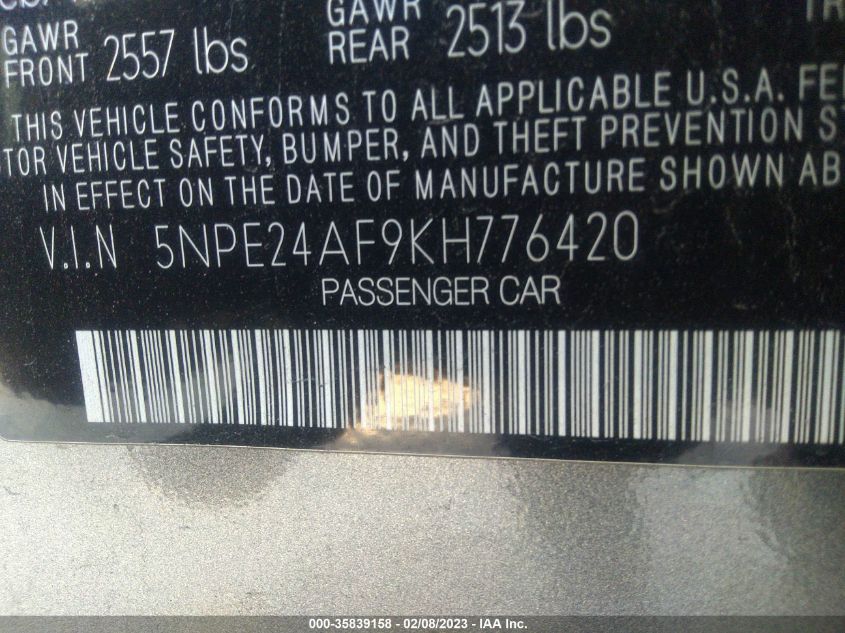 GAWR FRONT 2557 lbs GAWR REAR 2513 lbs
THIS VEHICLE CONFORMS TO ALL APPLICABLE U.S.A. FE
TOR VEHICLE SAFETY, BUMPER, AND THEFT PREVENTION S
IN EFFECT ON THE DATE OF MANUFACTURE SHOWN AB
V.I.N 5NPE24AF9KH776420
PASSENGER CAR
000-35839158 - 02/08/2023 - IAA Inc.